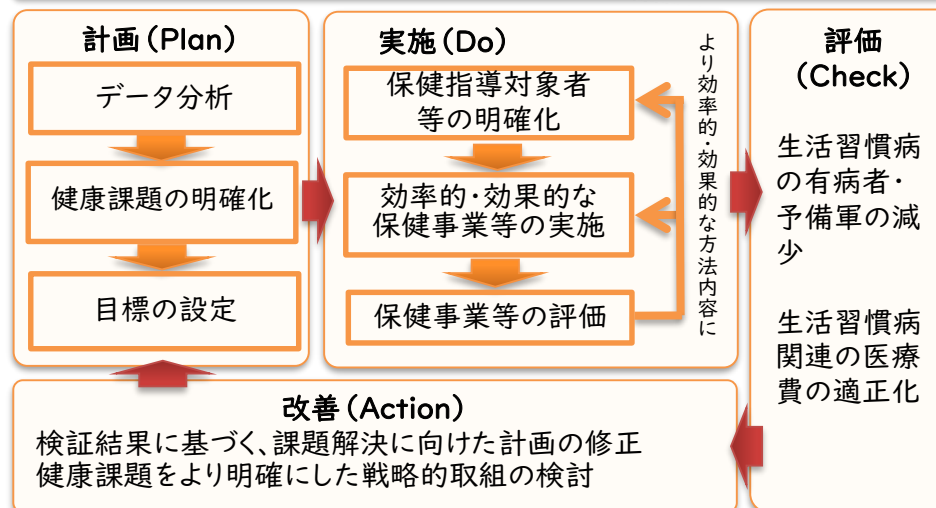 計画(Plan)
データ分析
健康課題の明確化
目標の設定
実施(Do)
保健指導対象者
等の明確化
効率的・効果的な
保健事業等の実施
保健事業等の評価
より効率的・効果的な方法内容に
評価
(Check)
生活習慣病
の有病者・
予備軍の減
少
生活習慣病
関連の医療
費の適正化
改善(Action)
検証結果に基づく、課題解決に向けた計画の修正
健康課題をより明確にした戦略的取組の検討